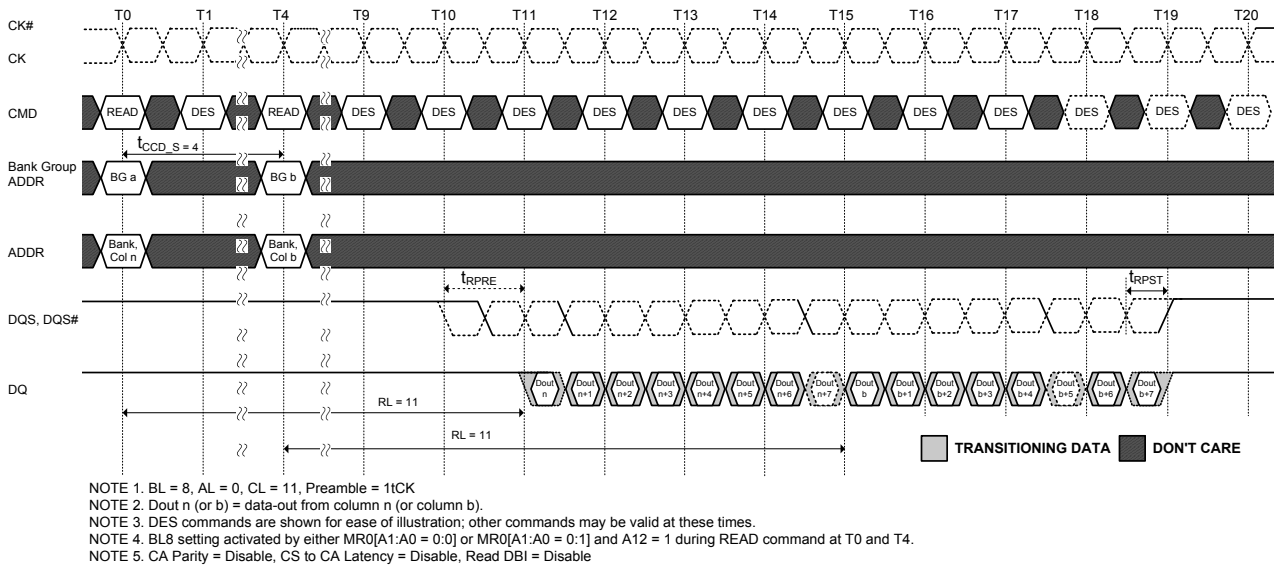 T0 T1 T4 T9 T10 T11 T12 T13 T14 T15 T16 T17 T18 T19 T20
CK#
CK
CMD READ DES READ DES DES DES DES DES DES DES DES DES DES DES DES
tCCD_S = 4
Bank Group
ADDR
BG a BG b
ADDR
Bank, Col n
Bank, Col b
tRPRE tRPST
DQS, DQS#
DQ
Dout n Dout n+1 Dout n+2 Dout n+3 Dout n+4 Dout n+5 Dout n+6 Dout n+7 Dout b Dout b+1 Dout b+2 Dout b+3 Dout b+4 Dout b+5 Dout b+6 Dout b+7
RL = 11
RL = 11
TRANSITIONING DATA DON'T CARE
NOTE 1. BL = 8, AL = 0, CL = 11, Preamble = 1tCK
NOTE 2. Dout n (or b) = data-out from column n (or column b).
NOTE 3. DES commands are shown for ease of illustration; other commands may be valid at these times.
NOTE 4. BL8 setting activated by either MR0[A1:A0 = 0:0] or MR0[A1:A0 = 0:1] and A12 = 1 during READ command at T0 and T4.
NOTE 5. CA Parity = Disable, CS to CA Latency = Disable, Read DBI = Disable